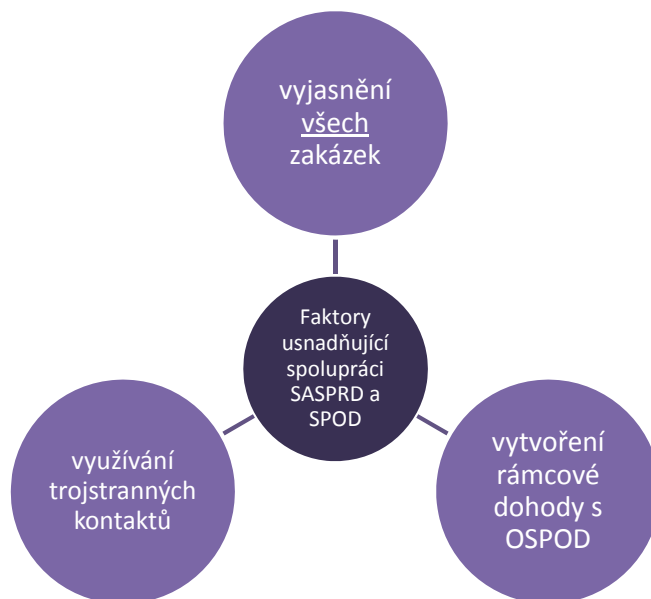 vyjasnění
všech
zakázek
Faktory
usnadňující
spolupráci
SASPRD a
SPOD
využívání
trojstranných
kontaktů
vytvoření
rámcové
dohody s
OSPOD